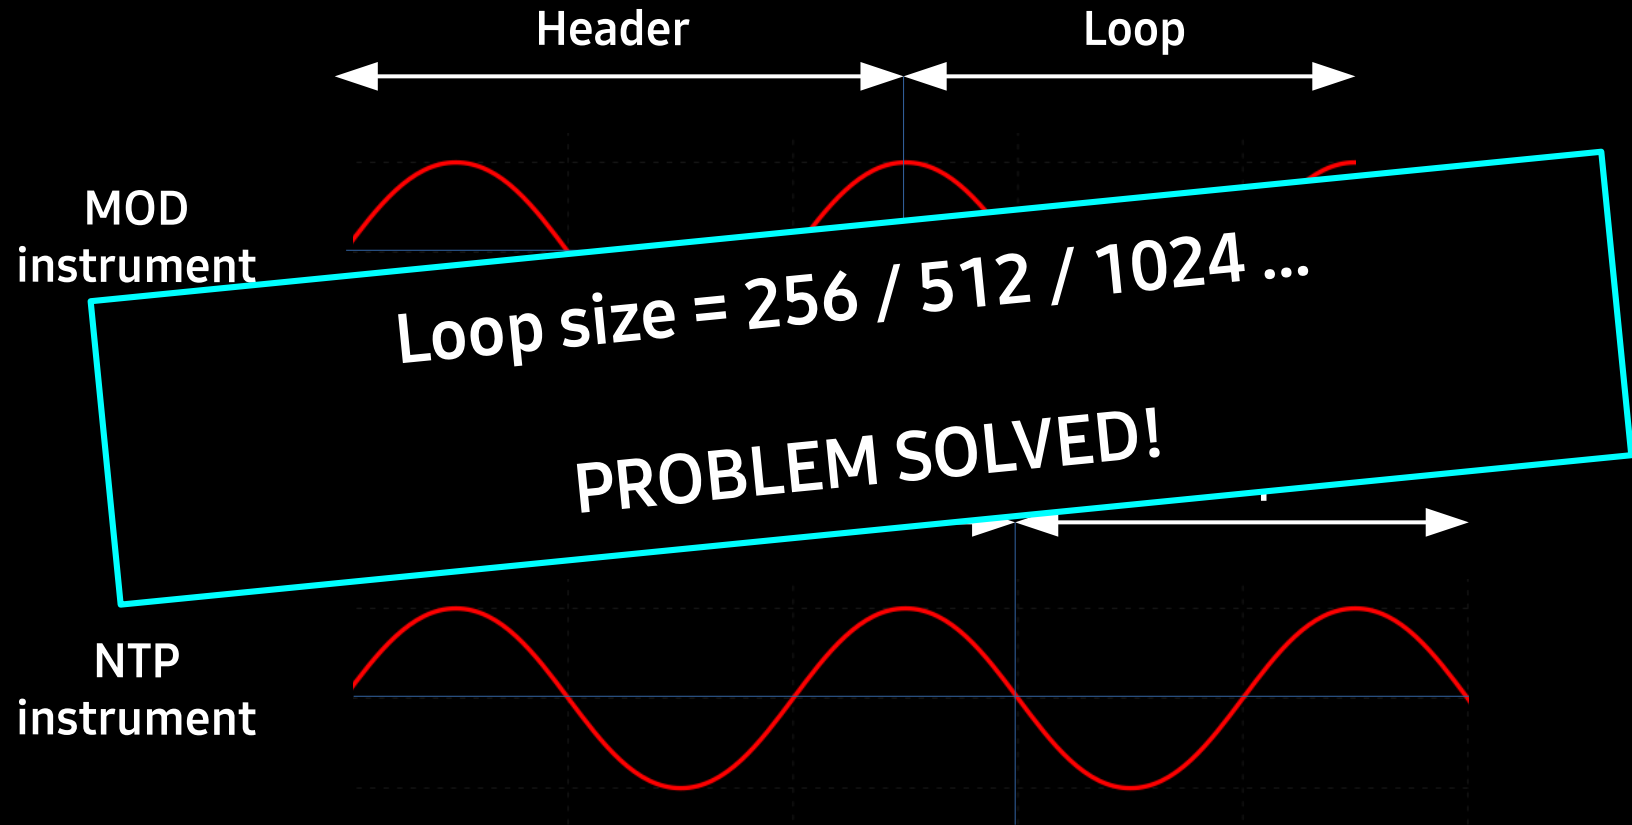 Header
Loop
MOD
instrument
Loop size = 256 / 512 / 1024 ...
PROBLEM SOLVED!
NTP
instrument